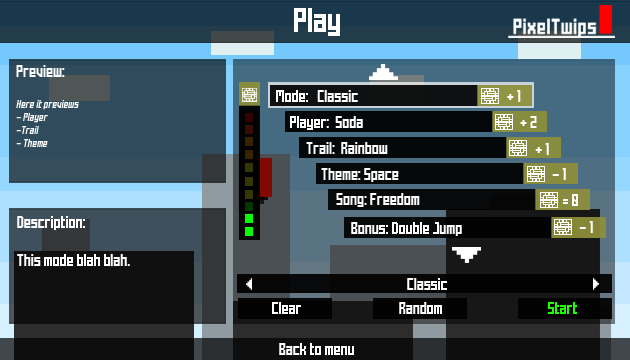 Play
PixelTwips
Preview:
Here it previews
- Player
-Trail
- Theme
Mode: Classic +1
Player: Soda +2
Trail: Rainbow +1
Theme: Space -1
Song: Freedom = 0
Bonus: Double Jump -1
Description:
This mode blah blah.
Classic
Clear Random Start
Back to menu